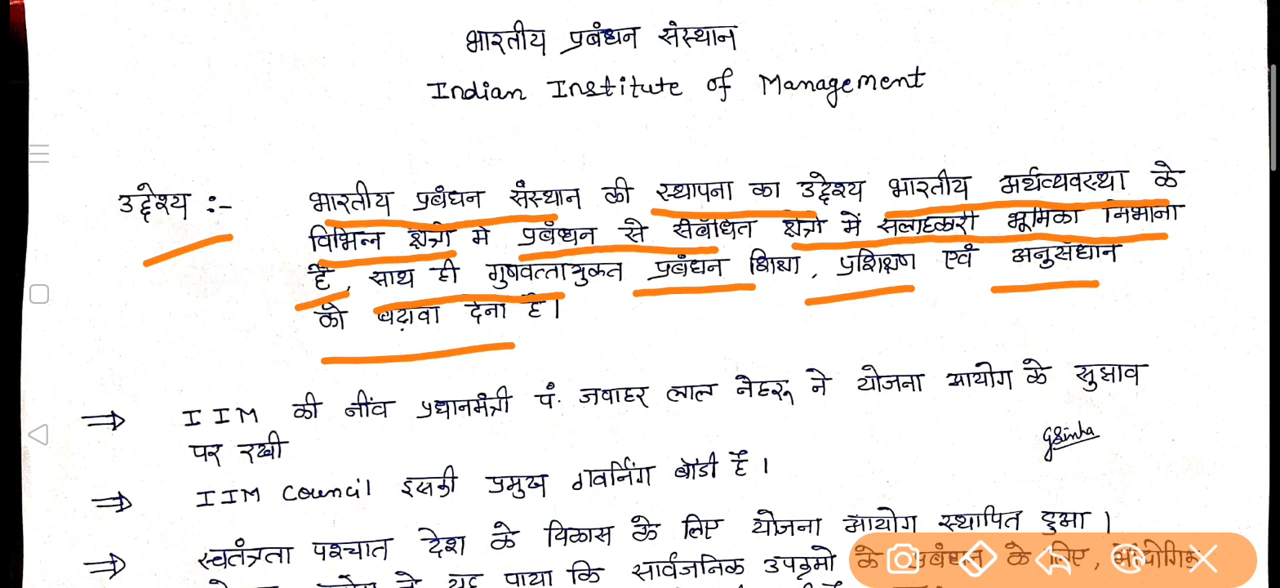 भारतीय प्रबंधन संस्थान
Indian Institute of Management
उद्देश्य :- भारतीय प्रबंधन संस्थान की स्थापना का उद्देश्य भारतीय अर्थव्यवस्था के
विभिन्न क्षेत्रो मे प्रबंधन से संबंधित क्षेत्रो में सलाहकारी भूमिका निभाना
है, साथ ही गुणवत्तायुक्त प्रबंधन शिक्षा, प्रशिक्षण एवं अनुसंधान
को बढ़ावा देना है।
⇒ IIM की नींव प्रधानमंत्री पं. जवाहर लाल नेहरू ने योजना आयोग के सुझाव
पर रखी
GSinha
⇒ IIM Council इसकी प्रमुख गवर्निंग बॉडी है।
⇒ स्वतंत्रता पश्चात देश के विकास के लिए योजना आयोग स्थापित हुआ।
⇒ यह पाया कि सार्वजनिक उपक्रमो के प्रबंधन के लिए,